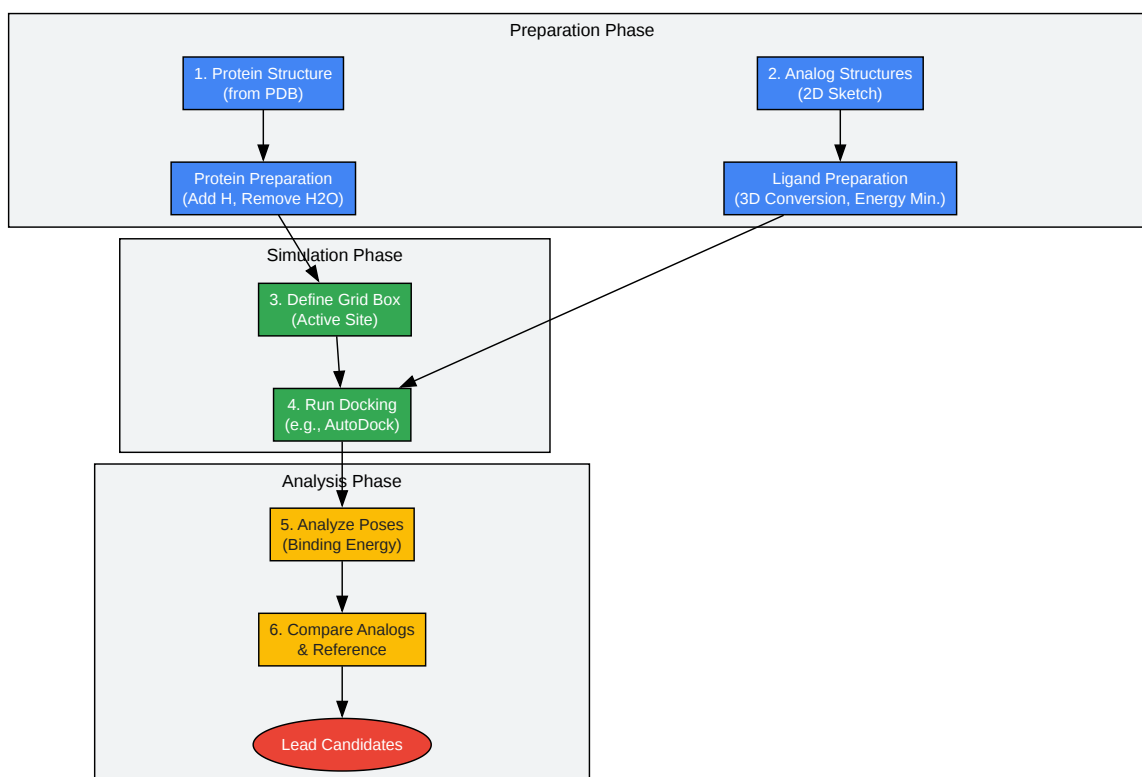 Preparation Phase
1. Protein Structure
(from PDB)
2. Analog Structures
(2D Sketch)
Protein Preparation
(Add H, Remove H2O)
Ligand Preparation
(3D Conversion, Energy Min.)
Simulation Phase
3. Define Grid Box
(Active Site)
4. Run Docking
(e.g., AutoDock)
Analysis Phase
5. Analyze Poses
(Binding Energy)
6. Compare Analogs
& Reference
Lead Candidates